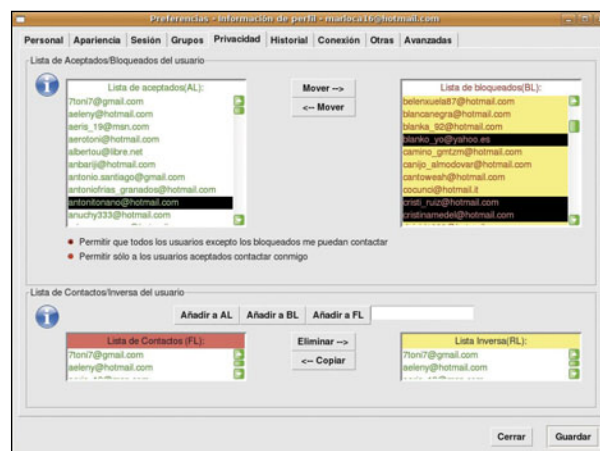 Preferencias - Información de perfil - marloca16@hotmail.com
Personal Apariencia Sesión Grupos Privacidad Historial Conexión Otras Avanzadas
Lista de Aceptados/Bloqueados del usuario
Lista de aceptados(AL):
7toni7@gmail.com
aeleny@hotmail.com
aeris_19@msn.com
aerotoni@hotmail.com
albertou@libre.net
anbariji@hotmail.com
antonio.santiago@gmail.com
antoniofrias_granados@hotmail.com
antonitonano@hotmail.com
anuchy333@hotmail.com
Mover -->
<-- Mover
Lista de bloqueados(BL):
belenxuela87@hotmail.com
blancanegra@hotmail.com
blanka_92@hotmail.com
blanko_yo@yahoo.es
camino_gmtzm@hotmail.com
canijo_almodovar@hotmail.com
cantoweah@hotmail.com
cocunci@hotmail.it
cristi_ruiz@hotmail.com
cristinamedel@hotmail.com
Permitir que todos los usuarios excepto los bloqueados me puedan contactar
Permitir sólo a los usuarios aceptados contactar conmigo
Lista de Contactos/Inversa del usuario
Añadir a AL Añadir a BL Añadir a FL
Lista de Contactos (FL):
7toni7@gmail.com
aeleny@hotmail.com
Eliminar -->
<-- Copiar
Lista Inversa(RL):
7toni7@gmail.com
aeleny@hotmail.com
Cerrar Guardar